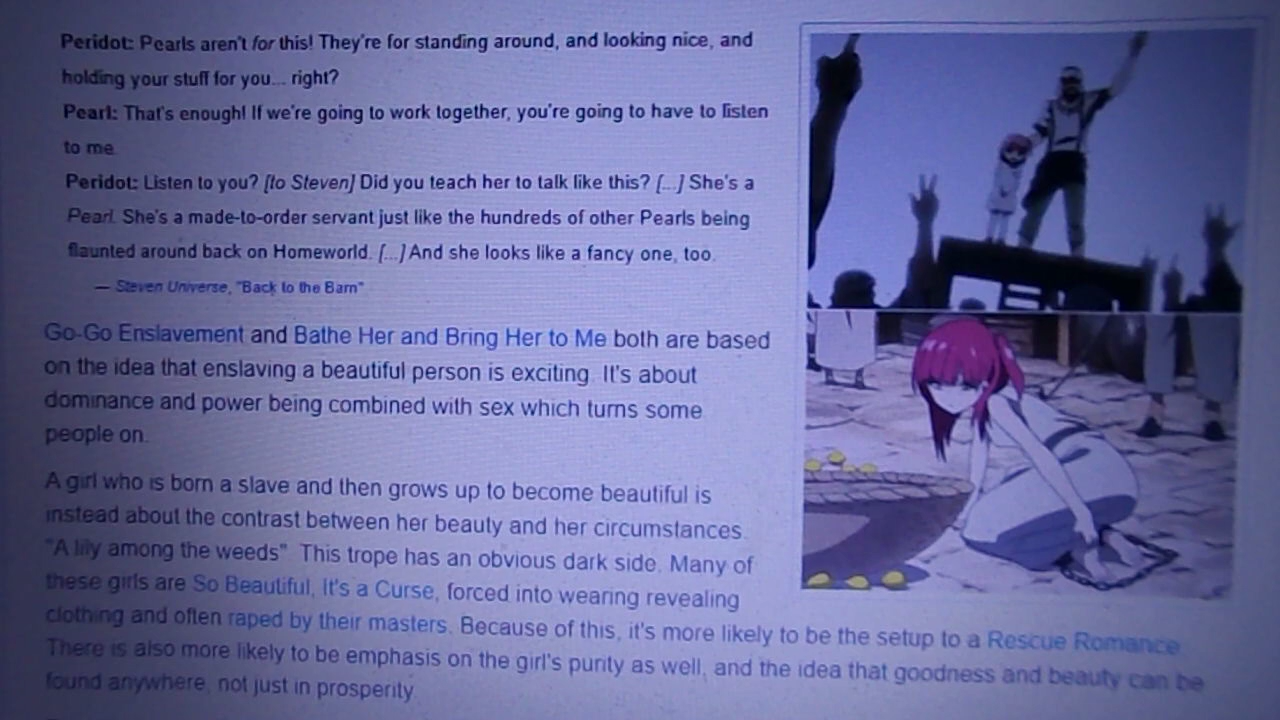 Peridot: Pearls aren't for this! They're for standing around, and looking nice, and
holding your stuff for you... right?
Pearl: That's enough! If we're going to work together, you're going to have to listen
to me.
Peridot: Listen to you? [to Steven] Did you teach her to talk like this? [...] She's a
Pearl. She's a made-to-order servant just like the hundreds of other Pearls being
flaunted around back on Homeworld. [...] And she looks like a fancy one, too.
— Steven Universe, "Back to the Barn"
Go-Go Enslavement and Bathe Her and Bring Her to Me both are based
on the idea that enslaving a beautiful person is exciting. It's about
dominance and power being combined with sex which turns some
people on.
A girl who is born a slave and then grows up to become beautiful is
instead about the contrast between her beauty and her circumstances.
"A lily among the weeds". This trope has an obvious dark side. Many of
these girls are So Beautiful, It's a Curse, forced into wearing revealing
clothing and often raped by their masters. Because of this, it's more likely to be the setup to a Rescue Romance.
There is also more likely to be emphasis on the girl's purity as well, and the idea that goodness and beauty can be
found anywhere, not just in prosperity.